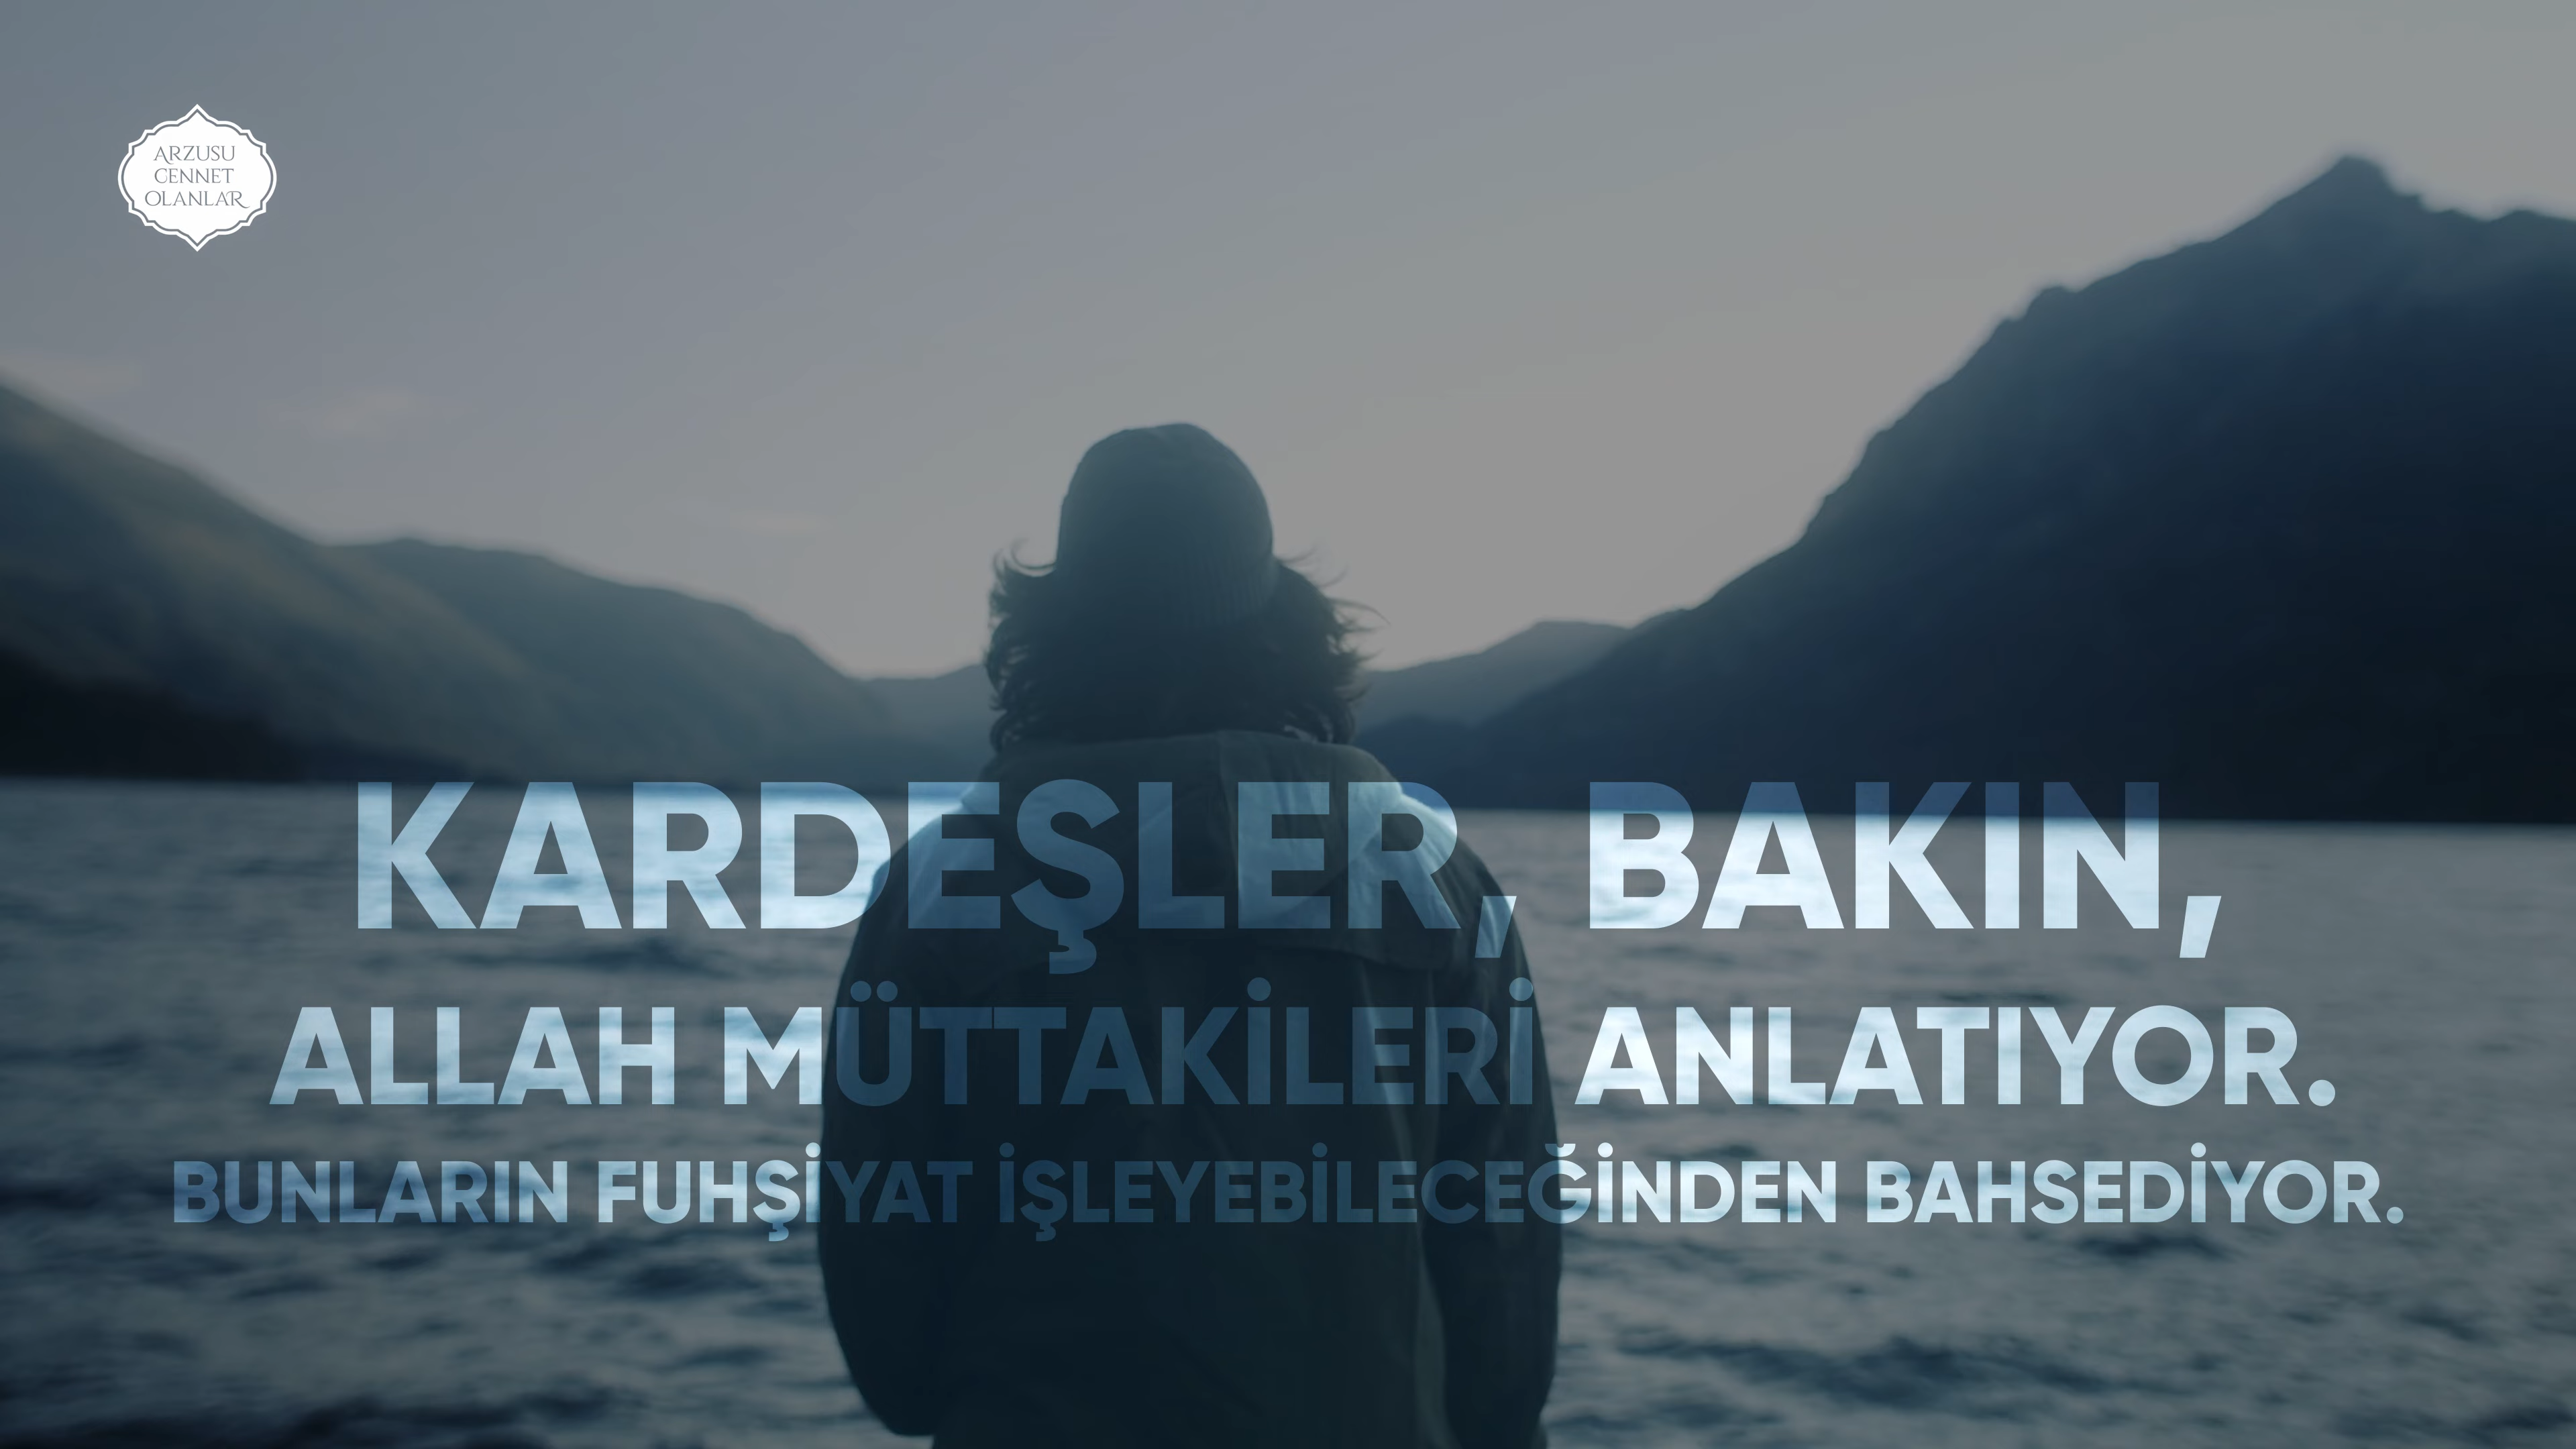 ARZUSU
CENNET
OLANLAR
KARDEŞLER, BAKIN,
ALLAH MÜTTAKİLERİ ANLATIYOR.
BUNLARIN FUHŞİYAT İŞLEYEBİLECEĞİNDEN BAHSEDİYOR.